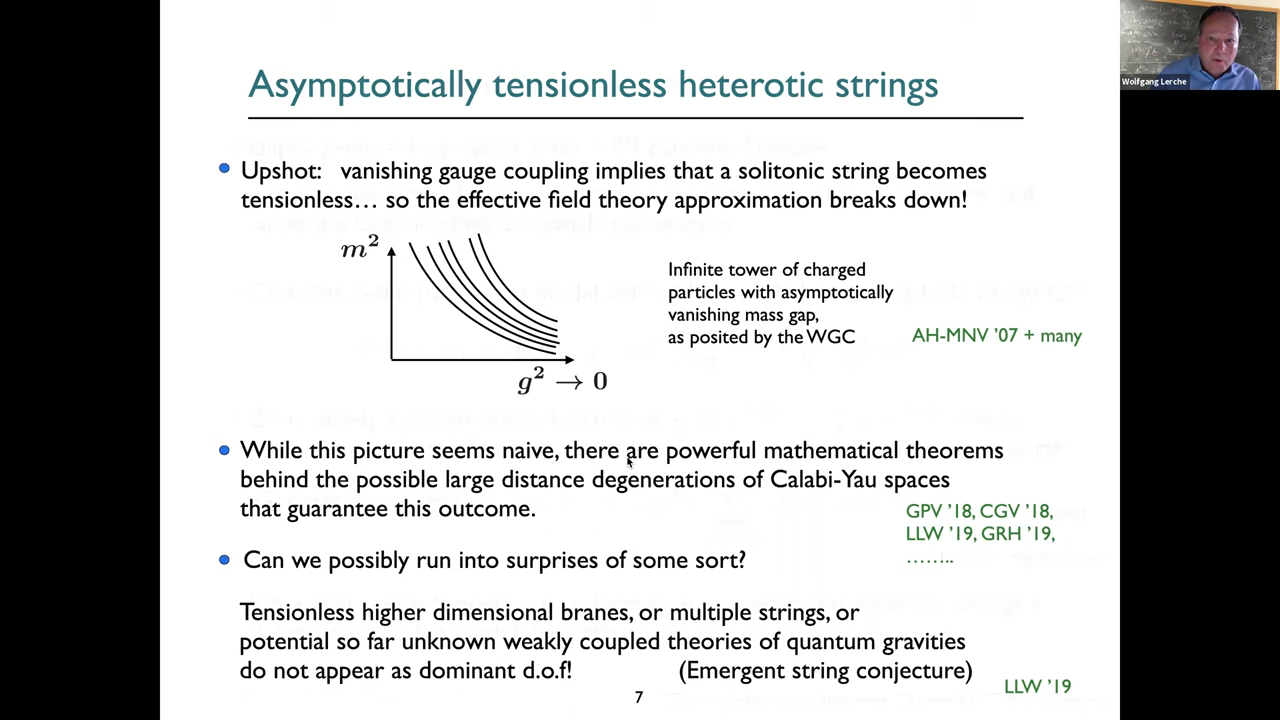 Asymptotically tensionless heterotic strings
Wolfgang Lerche
Upshot: vanishing gauge coupling implies that a solitonic string becomes
tensionless… so the effective field theory approximation breaks down!
m²
Infinite tower of charged
particles with asymptotically
vanishing mass gap,
as posited by the WGC
AH-MNV ’07 + many
g² → 0
While this picture seems naive, there are powerful mathematical theorems
behind the possible large distance degenerations of Calabi-Yau spaces
that guarantee this outcome.
GPV ’18, CGV ’18,
LLW ’19, GRH ’19,
……..
Can we possibly run into surprises of some sort?
Tensionless higher dimensional branes, or multiple strings, or
potential so far unknown weakly coupled theories of quantum gravities
do not appear as dominant d.o.f! (Emergent string conjecture)
LLW ’19
7